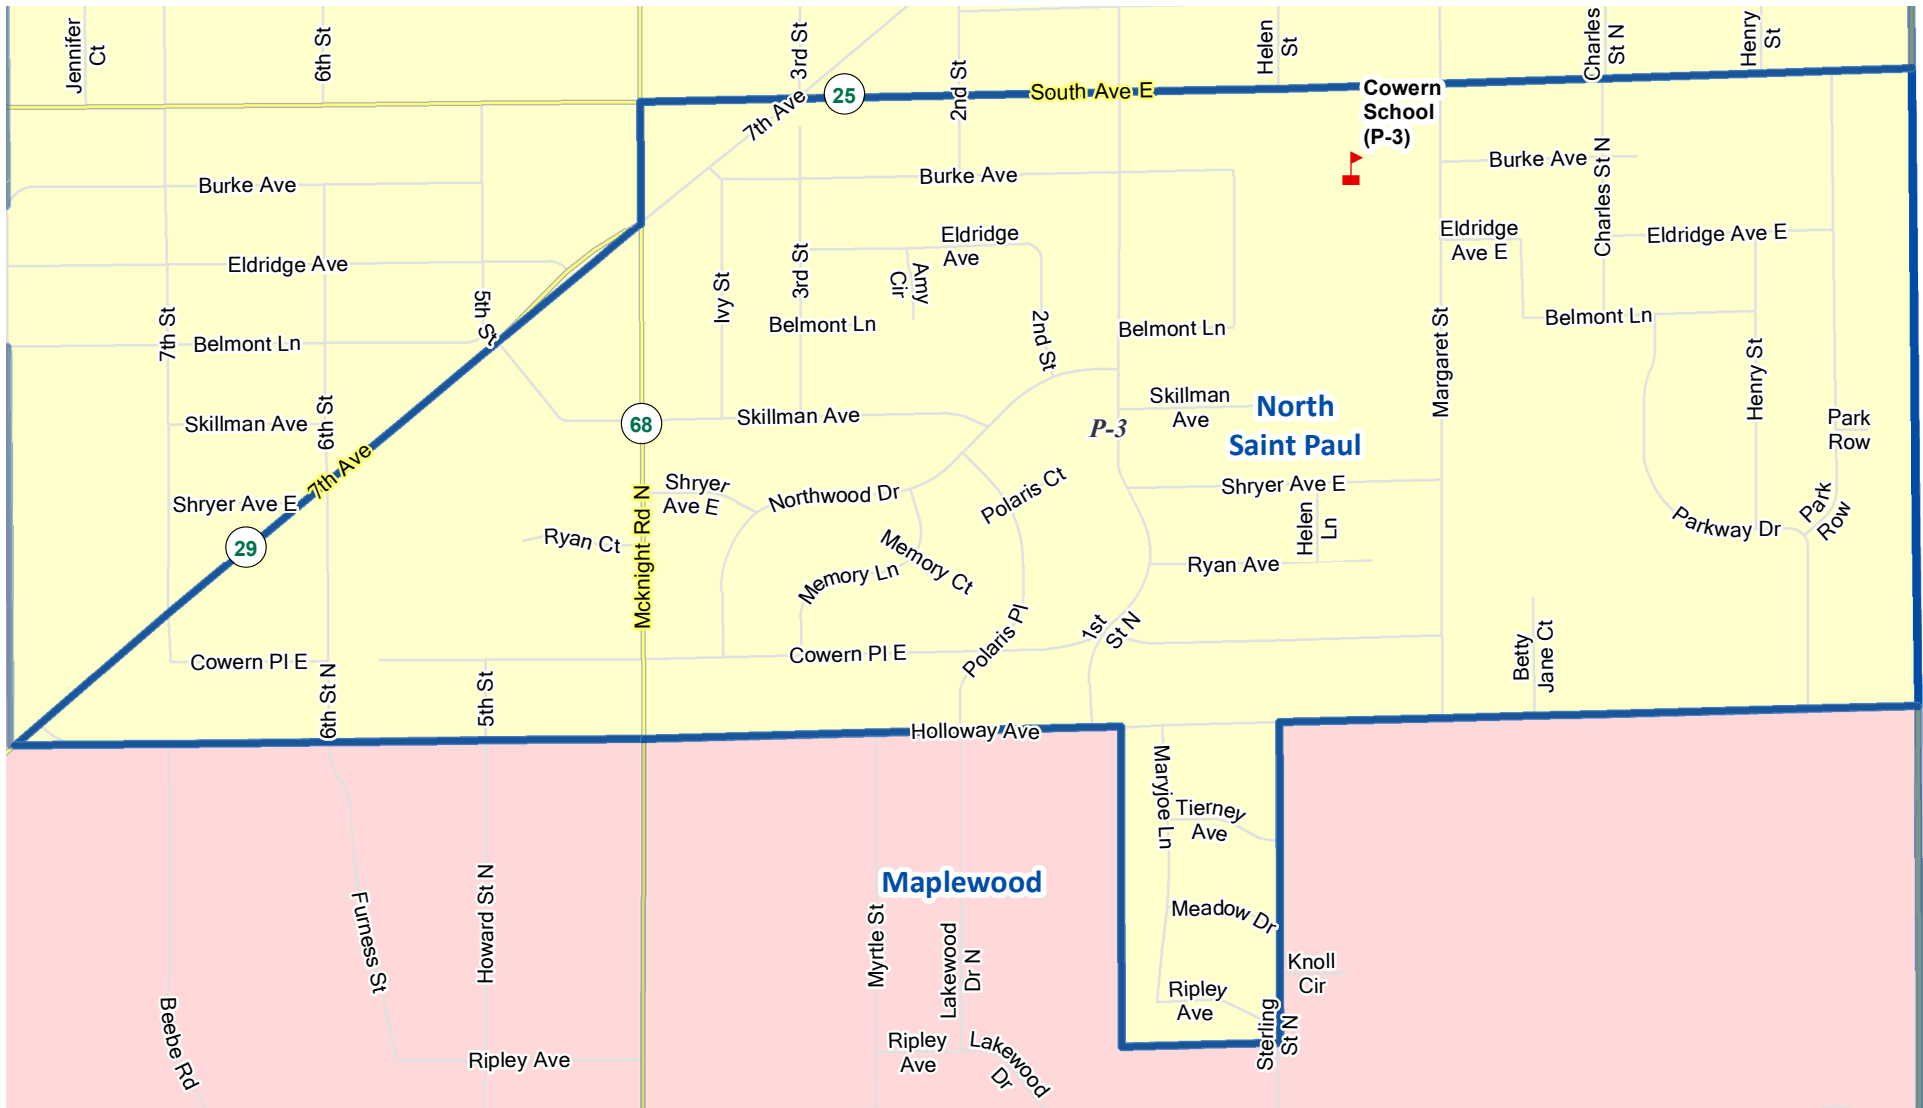 Jennifer
Ct
6th St
3rd St
2nd St
Helen
St
Charles
St N
Henry
St
7th Ave
25
South Ave E
Cowern
School
(P-3)
Burke Ave
Burke Ave
Burke Ave
Charles St N
Eldridge
Ave
Eldridge
Ave E
Eldridge Ave E
Eldridge Ave
Amy
Cir
3rd St
Ivy St
7th St
5th St
Belmont Ln
Belmont Ln
Belmont Ln
Belmont Ln
2nd St
Margaret St
Henry St
Skillman Ave
6th St
68
Skillman Ave
Skillman
Ave
P-3
North
Saint Paul
Park
Row
7th Ave
Shryer Ave E
Shryer
Ave E
Northwood Dr
Polaris Ct
Shryer Ave E
Helen
Ln
Parkway Dr
Park
Row
29
Ryan Ct
Mcknight Rd N
Memory Ct
Memory Ln
Ryan Ave
Polaris Pl
1st
St N
Cowern Pl E
Cowern Pl E
Betty
Jane Ct
6th St N
5th St
Holloway Ave
Maryjoe Ln
Tierney
Ave
Maplewood
Furness St
Howard St N
Myrtle St
Lakewood
Dr N
Meadow Dr
Knoll
Cir
Ripley
Ave
Sterling
St N
Beebe Rd
Ripley Ave
Ripley
Ave
Lakewood
Dr